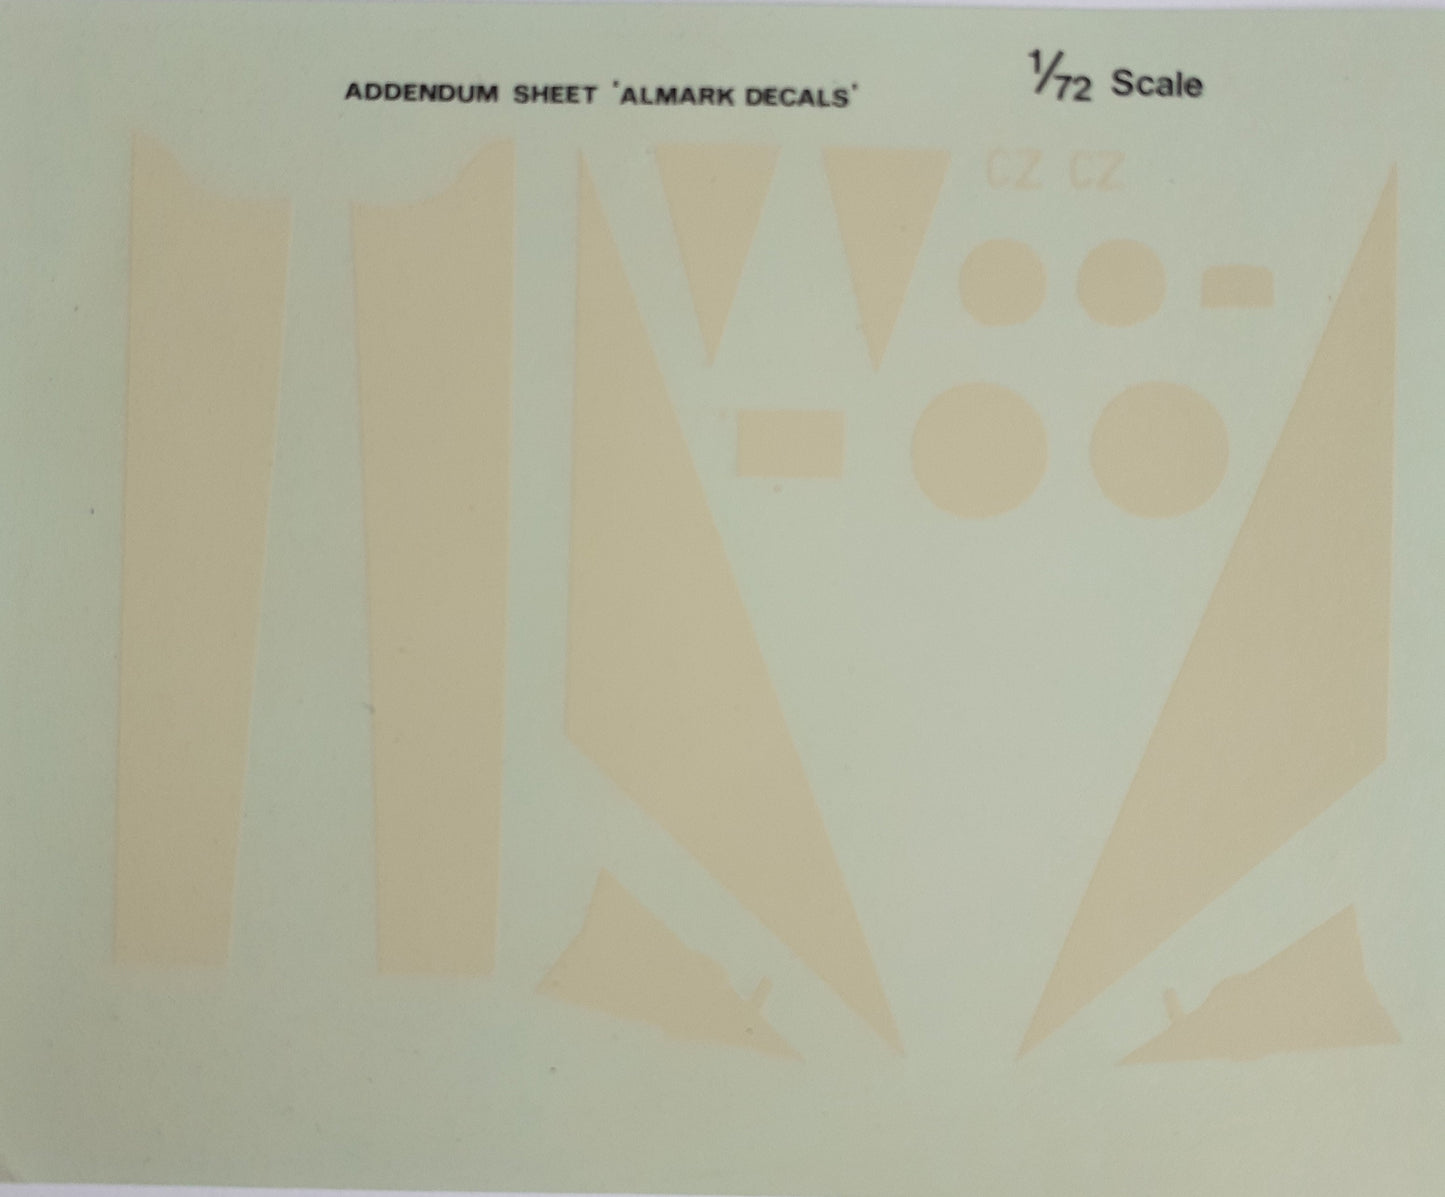 ADDENDUM SHEET 'ALMARK DECALS'
1/72 Scale
CZ CZ